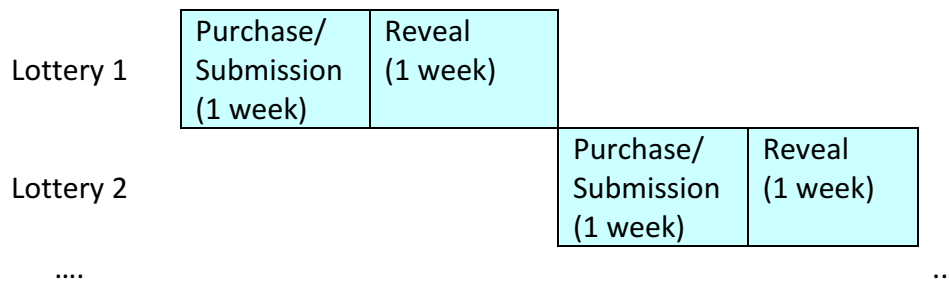 Lottery 1
Purchase/
Submission
(1 week)
Reveal
(1 week)
Lottery 2
Purchase/
Submission
(1 week)
Reveal
(1 week)
....
..